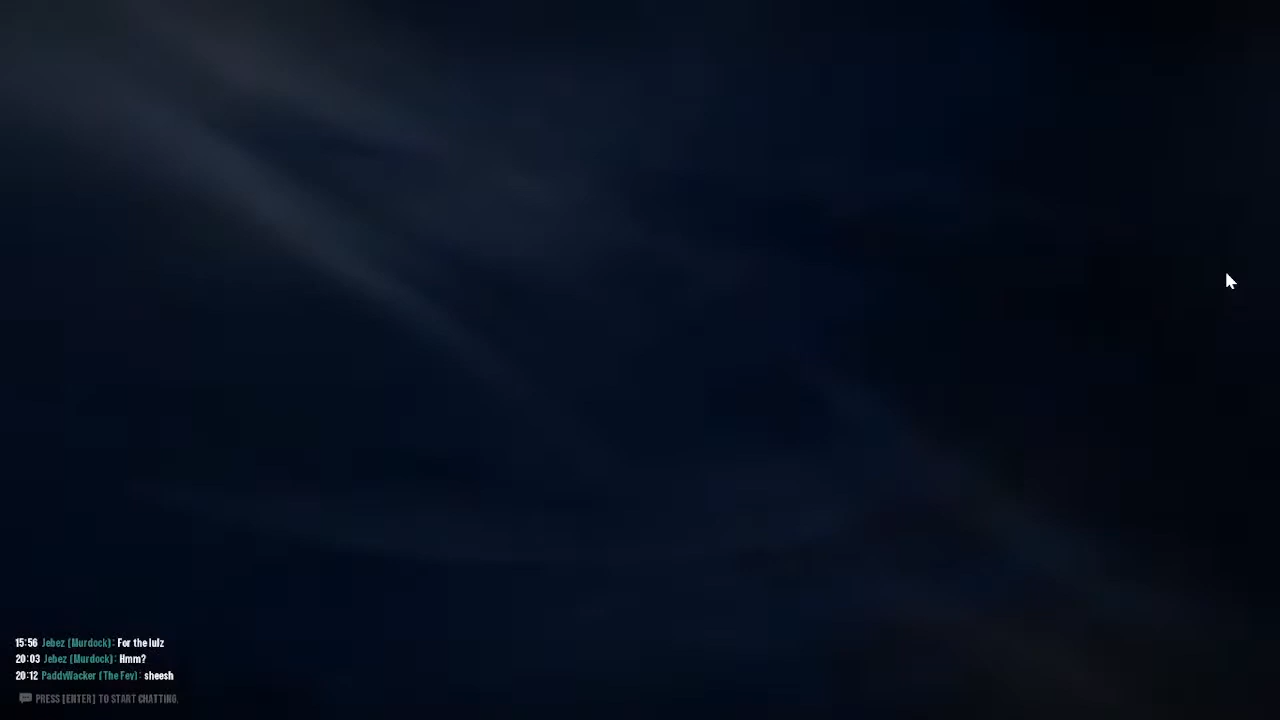 15:56 Jebez (Murdock): For the lulz
20:03 Jebez (Murdock): Hmm?
20:12 PaddyWacker (The Fey): sheesh
PRESS [ENTER] TO START CHATTING.